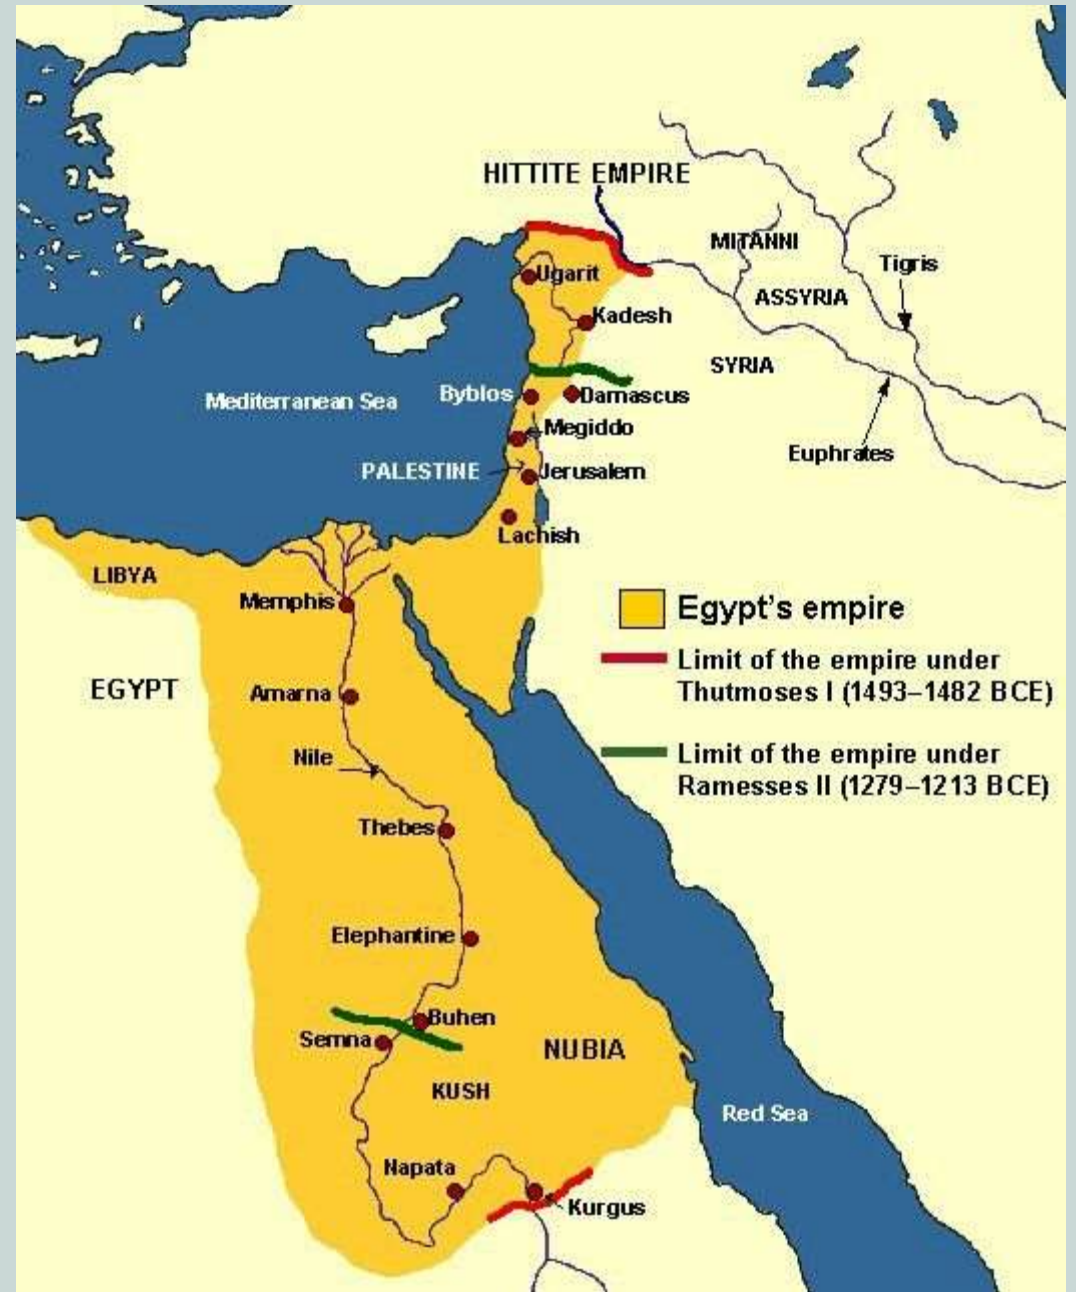 HITTITE EMPIRE
MITANNI
Tigris
Ugarit
ASSYRIA
Kadesh
SYRIA
Byblos
Damascus
Mediterranean Sea
Megiddo
Euphrates
PALESTINE
Jerusalem
Lachish
LIBYA
Memphis
Egypt's empire
Limit of the empire under
Thutmoses I (1493–1482 BCE)
EGYPT
Amarna
Nile
Limit of the empire under
Ramesses II (1279–1213 BCE)
Thebes
Elephantine
Buhen
Semna
NUBIA
KUSH
Red Sea
Napata
Kurgus